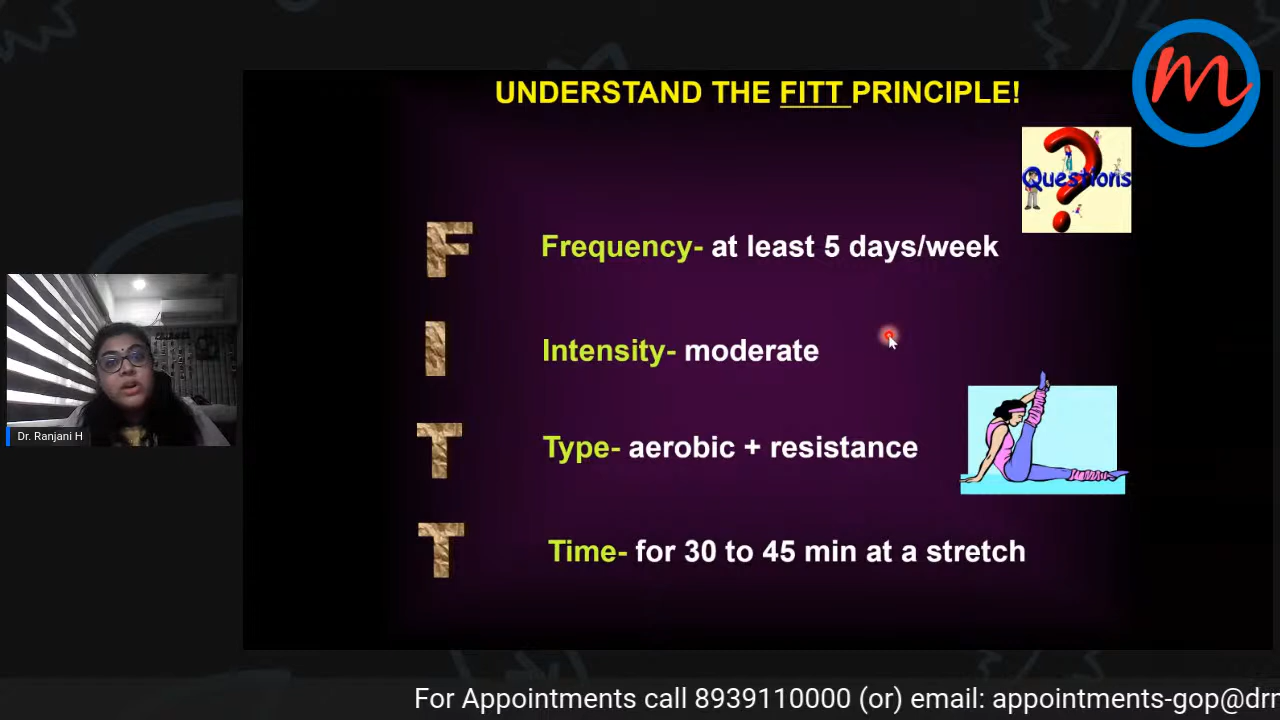 UNDERSTAND THE FITT PRINCIPLE!
m
Questions
F
Frequency- at least 5 days/week
I
Intensity- moderate
T
Type- aerobic + resistance
T
Time- for 30 to 45 min at a stretch
Dr. Ranjani H
For Appointments call 8939110000 (or) email: appointments-gop@drm